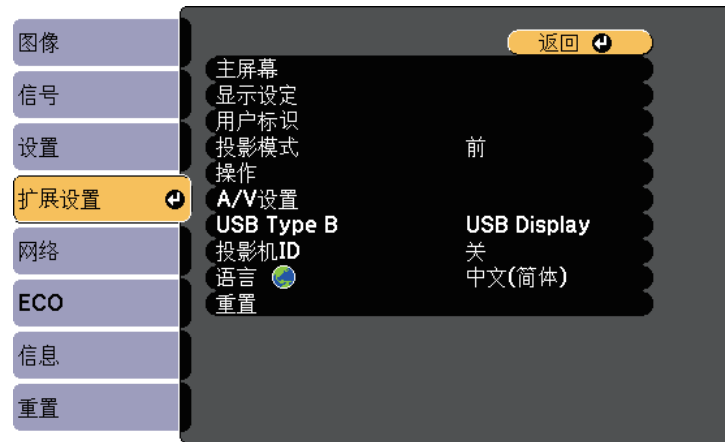 图像
信号
设置
扩展设置
网络
ECO
信息
重置
返回
主屏幕
显示设定
用户标识
投影模式 前
操作
A/V设置
USB Type B USB Display
投影机ID 关
语言 中文(简体)
重置